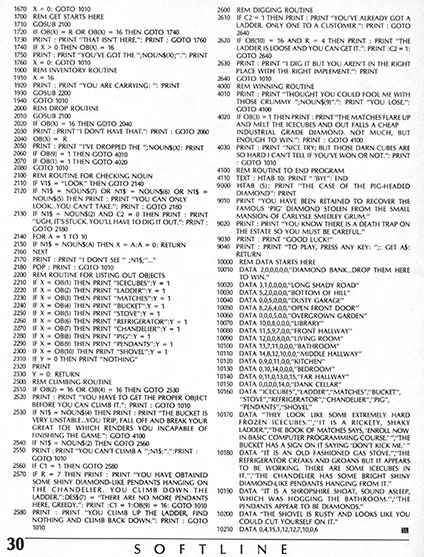 1670 X = 0: GOTO 1010
1700 REM GET STARTS HERE
1710 GOSUB 2100
1720 IF OB(X) = R OR OB(X) = 16 THEN GOTO 1740
1730 PRINT : PRINT "THAT ISN'T HERE.": PRINT : GOTO 1760
1740 IF X > 0 THEN OB(X) = 16
1750 PRINT : PRINT "YOU'VE GOT THE ";NOUN$(X);".": PRINT
1760 X = 0: GOTO 1010
1900 REM INVENTORY ROUTINE
1910 X = 16
1920 PRINT : PRINT "YOU ARE CARRYING: ": PRINT
1930 GOSUB 2200
1940 GOTO 1010
2000 REM DROP ROUTINE
2010 GOSUB 2100
2020 IF OB(X) = 16 THEN GOTO 2040
2030 PRINT : PRINT "I DON'T HAVE THAT.": PRINT : GOTO 2060
2040 OB(X) = R
2050 PRINT : PRINT "I'VE DROPPED THE ";NOUN$(X): PRINT
2060 IF OB(9) = 1 THEN GOTO 4010
2070 IF OB(1) = 1 THEN GOTO 4020
2080 GOTO 1010
2100 REM ROUTINE FOR CHECKING NOUN
2110 IF V1$ = "LOOK" THEN GOTO 2140
2120 IF N1$ = NOUN$(7) OR N1$ = NOUN$(6) OR N1$ =
NOUN$(5) THEN PRINT : PRINT "YOU CAN ONLY
LOOK...YOU CAN'T TAKE.": PRINT : GOTO 2180
2130 IF N1$ = NOUN$(2) AND C2 = 0 THEN PRINT : PRINT
"UGH, IT'S STUCK. YOU'LL HAVE TO DIG IT OUT.": PRINT :
GOTO 2180
2140 FOR A = 1 TO 10
2150 IF N1$ = NOUN$(A) THEN X = A:A = 0: RETURN
2160 NEXT
2170 PRINT : PRINT "I DON'T SEE " ;N1$;"..."
2180 POP : PRINT : GOTO 1010
2200 REM ROUTINE FOR LISTING OUT OBJECTS
2210 IF X = OB(1) THEN PRINT "ICECUBES":Y = 1
2220 IF X = OB(2) THEN PRINT "LADDER":Y = 1
2230 IF X = OB(3) THEN PRINT "MATCHES":Y = 1
2240 IF X = OB(4) THEN PRINT "BUCKET":Y = 1
2250 IF X = OB(5) THEN PRINT "STOVE":Y = 1
2260 IF X = OB(6) THEN PRINT "REFRIGERATOR":Y = 1
2270 IF X = OB(7) THEN PRINT "CHANDELIER":Y = 1
2280 IF X = OB(8) THEN PRINT "PIG":Y = 1
2290 IF X = OB(9) THEN PRINT "PENDANTS":Y = 1
2300 IF X = OB(10) THEN PRINT "SHOVEL":Y = 1
2310 IF Y = 0 THEN PRINT "NOTHING"
2320 PRINT
2330 Y = 0: RETURN
2500 REM CLIMBING ROUTINE
2510 IF OB(2) = 16 OR OB(4) = 16 THEN GOTO 2530
2520 PRINT : PRINT "YOU HAVE TO GET THE PROPER OBJECT
BEFORE YOU CAN CLIMB IT.": PRINT : GOTO 1010
2530 IF N1$ = NOUN$(4) THEN PRINT : PRINT "THE BUCKET IS
VERY UNSTABLE...YOU TRIP, FALL OFF AND BREAK YOUR
GREAT TOE WHICH RENDERS YOU INCAPABLE OF
FINISHING THE GAME.": GOTO 4100
2540 IF N1$ = NOUN$(2) THEN GOTO 2560
2550 PRINT : PRINT "YOU CAN'T CLIMB A ";N1$;".": PRINT :
GOTO 1010
2560 IF C1 = 1 THEN GOTO 2580
2570 IF R = 7 THEN PRINT : PRINT "YOU HAVE OBTAINED
SOME SHINY DIAMOND-LIKE PENDANTS HANGING ON
THE CHANDELIER. YOU CLIMB DOWN THE
LADDER.":DES$(7) = "THERE ARE NO MORE PENDANTS
HERE, GREEDY.": PRINT :C1 = 1:OB(9) = 16: GOTO 1010
2580 PRINT : PRINT "YOU CLIMB UP THE LADDER, FIND
NOTHING AND CLIMB BACK DOWN.": PRINT : GOTO
1010
2600 REM DIGGING ROUTINE
2610 IF C2 = 1 THEN PRINT : PRINT "YOU'VE ALREADY GOT A
LADDER. ONLY ONE TO A CUSTOMER.": PRINT : GOTO
2640
2620 IF OB(10) = 16 AND R = 4 THEN PRINT : PRINT "THE
LADDER IS LOOSE AND YOU CAN GET IT.": PRINT :C2 = 1:
GOTO 2640
2630 PRINT : PRINT "I DIG IT BUT YOU AREN'T IN THE RIGHT
PLACE WITH THE RIGHT IMPLEMENT.": PRINT
2640 GOTO 1010
4000 REM WINNING ROUTINE
4010 PRINT : PRINT "THOUGHT YOU COULD FOOL ME WITH
THOSE CRUMMY ";NOUN$(9)".": PRINT "YOU LOSE.":
GOTO 4100
4020 IF OB(3) = 1 THEN PRINT : PRINT "THE MATCHES FLARE UP
AND MELT THE ICECUBES AND OUT FALLS A CHEAP
INDUSTRIAL GRADE DIAMOND. NOT MUCH, BUT
ENOUGH TO WIN.": PRINT : GOTO 4100
4030 PRINT : PRINT "NICE TRY; BUT THOSE DARN CUBES ARE
SO HARD I CAN'T TELL IF YOU'VE WON OR NOT.": PRINT
: GOTO 1010
4100 REM ROUTINE TO END PROGRAM
4110 TEXT : HTAB 10: PRINT "BYE!": END
9000 HTAB (5): PRINT "THE CASE OF THE PIG-HEADED
DIAMOND": PRINT
9010 PRINT "YOU HAVE BEEN RETAINED TO RECOVER THE
FAMOUS 'PIG' DIAMOND STOLEN FROM THE SMALL
MANSION OF CARLYSLE SMEDLEY GRUM."
9020 PRINT : PRINT "YOU KNOW THERE IS A DEATH TRAP ON
THE ESTATE SO YOU MUST BE CAREFUL."
9030 PRINT : PRINT "GOOD LUCK!"
9040 PRINT : PRINT "TO PLAY, PRESS ANY KEY: ";: GET A$:
RETURN
10000 REM DATA STARTS HERE
10010 DATA 2,0,0,0,0,0,"DIAMOND BANK...DROP THEM HERE
TO WIN."
10020 DATA 3,1,0,0,0,0,"LONG SHADY ROAD"
10030 DATA 5,2,0,0,0,0,"BOTTOM OF HILL"
10040 DATA 0,0,5,0,0,0,"DUSTY GARAGE"
10050 DATA 8,2,6,4,0,0,"OPEN FRONT DOOR"
10060 DATA 0,0,0,5,0,0,"OVERGROWN GARDEN"
10070 DATA 10,0,8,0,0,0,"LIBRARY"
10080 DATA 11,5,9,7,0,0,"FRONT HALLWAY"
10090 DATA 12,0,0,8,0,0,"LIVING ROOM"
10100 DATA 13,7,11,0,0,0,"BATHROOM"
10110 DATA 14,8,12,10,0,0,"MIDDLE HALLWAY"
10120 DATA 0,9,0,11,0,0,"KITCHEN"
10130 DATA 0,10,14,0,0,0,"BEDROOM"
10140 DATA 0,11,0,13,0,15,"FAR HALLWAY"
10150 DATA 0,0,0,0,14,0,"DANK CELLAR"
10160 DATA "ICECUBES","LADDER","MATCHES","BUCKET",
"STOVE","REFRIGERATOR","CHANDELIER","PIG",
"PENDANTS","SHOVEL"
10170 DATA "THEY LOOK LIKE SOME EXTREMELY HARD
FROZEN ICECUBES.","IT IS A RICKETY, SHAKY
LADDER","THE BOOK OF MATCHES SAYS, 'ENROL NOW
IN BASIC COMPUTER PROGRAMMING COURSE.' ","THE
BUCKET HAS A SIGN ON IT SAYING 'DON'T KICK ME.' "
10180 DATA "IT IS AN OLD FASHIONED GAS STOVE","THE
REFRIGERATOR CREAKS AND GROANS BUT IT APPEARS
TO BE WORKING. THERE ARE SOME ICECUBES IN
IT.","THE CHANDELIER HAS SOME BRIGHT SHINY
DIAMOND-LIKE PENDANTS HANGING FROM IT."
10190 DATA "IT IS A SHROPSHIRE SHOAT, SOUND ASLEEP,
WHICH WAS HOGGING THE BATHROOM.","THE
PENDANTS APPEAR TO BE DIAMONDS."
10200 DATA "THE SHOVEL IS RUSTY AND LOOKS LIKE YOU
COULD CUT YOURSELF ON IT."
10210 DATA 0,4,15,1,12,12,7,10,0,6
30
SOFTLINE